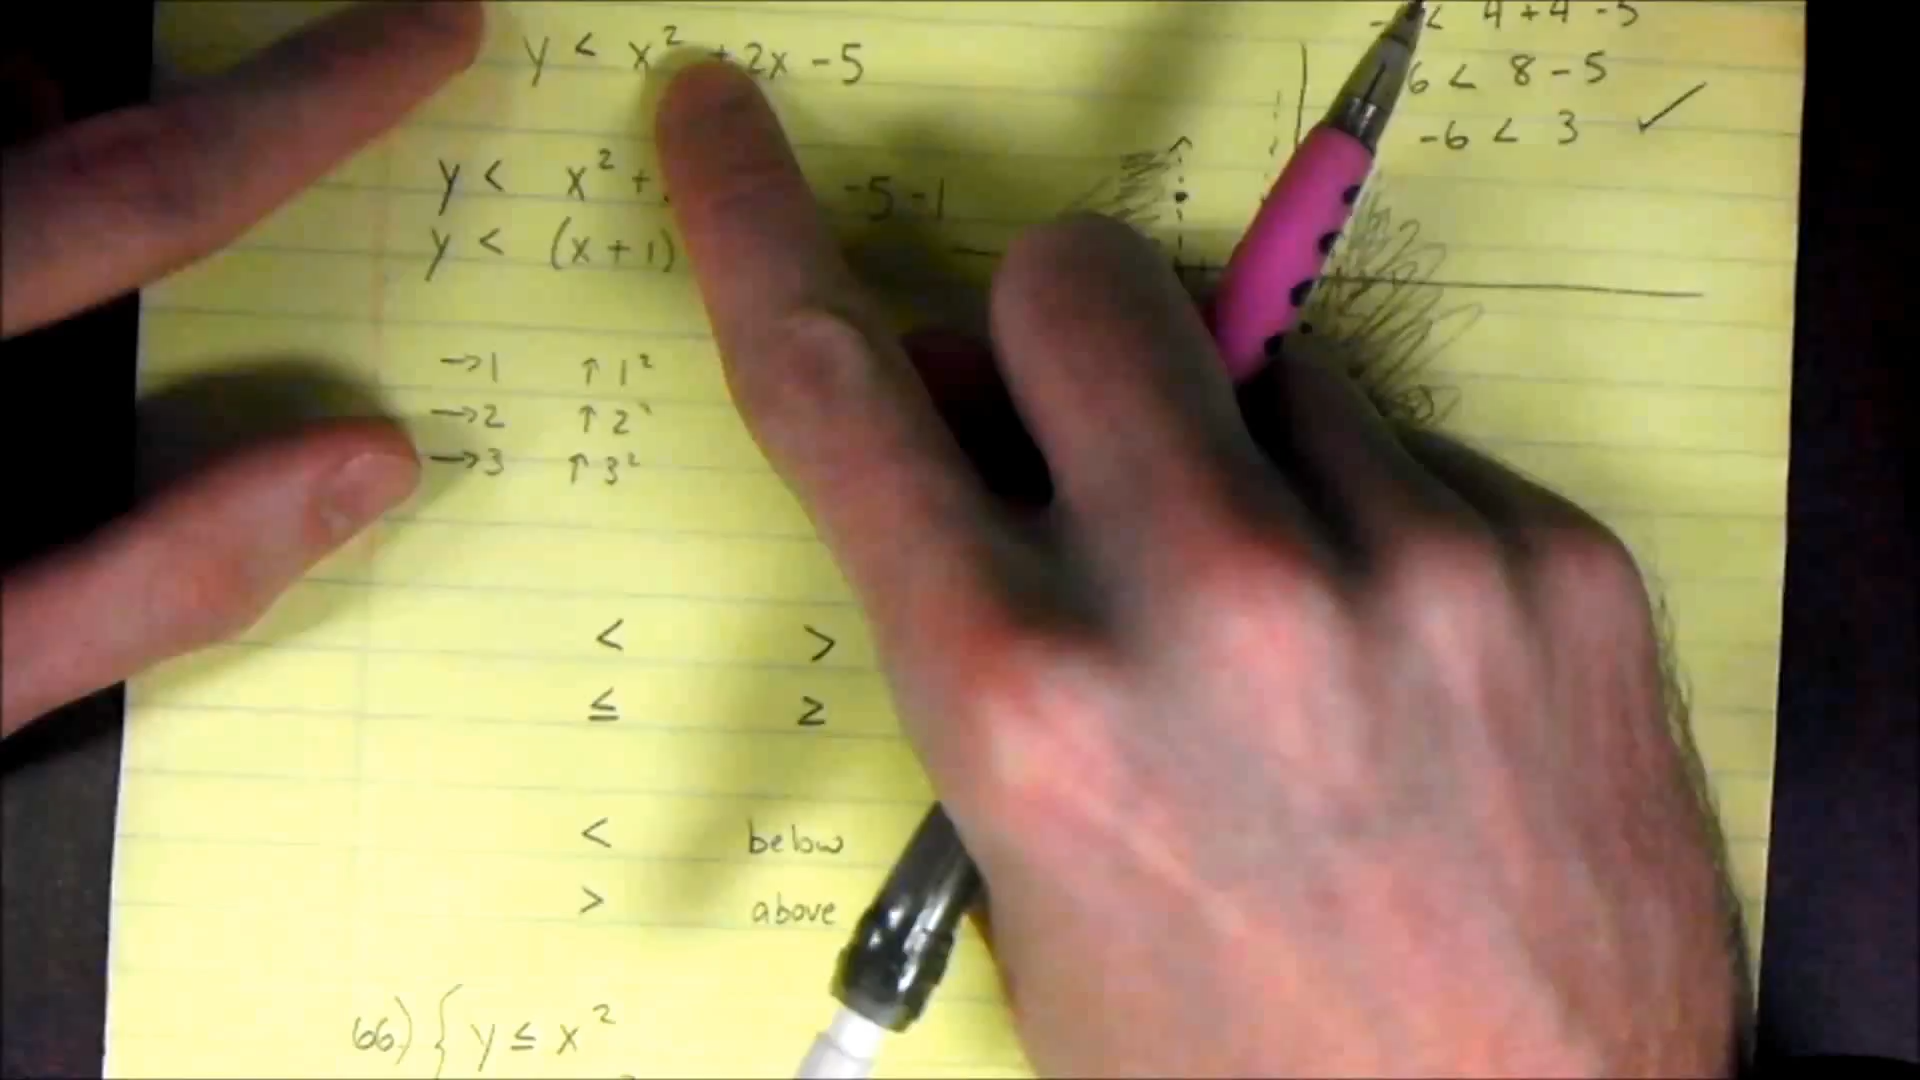 y < x² + 2x - 5
y < x² + -5-1
y < (x + 1)
→1 ↑ 1²
→2 ↑ 2²
→3 ↑ 3²
< >
≤ ≥
< below
> above
66) { y ≤ x²
< 4 + 4 - 5
6 < 8 - 5
-6 < 3 ✓